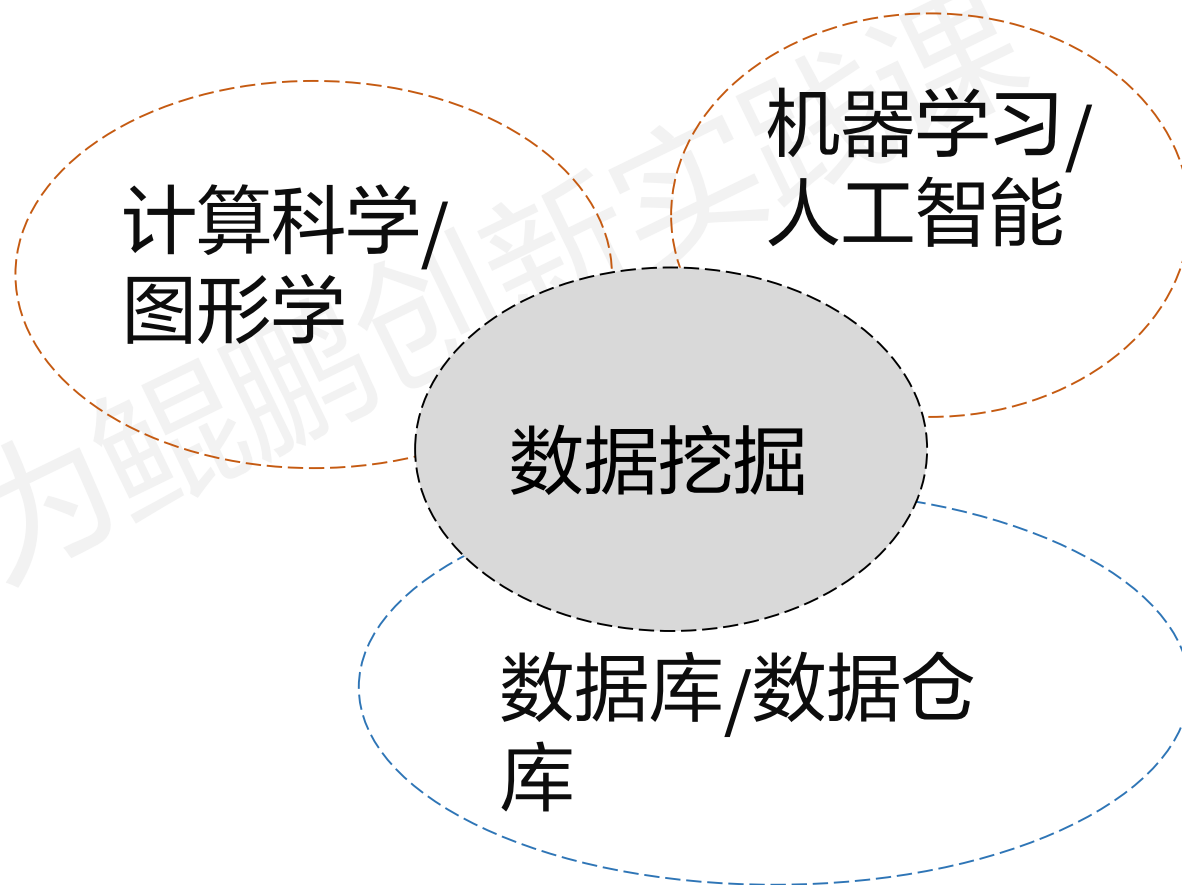 计算科学/
图形学
机器学习/
人工智能
数据挖掘
数据库/数据仓
库
为鲲鹏创新实践课